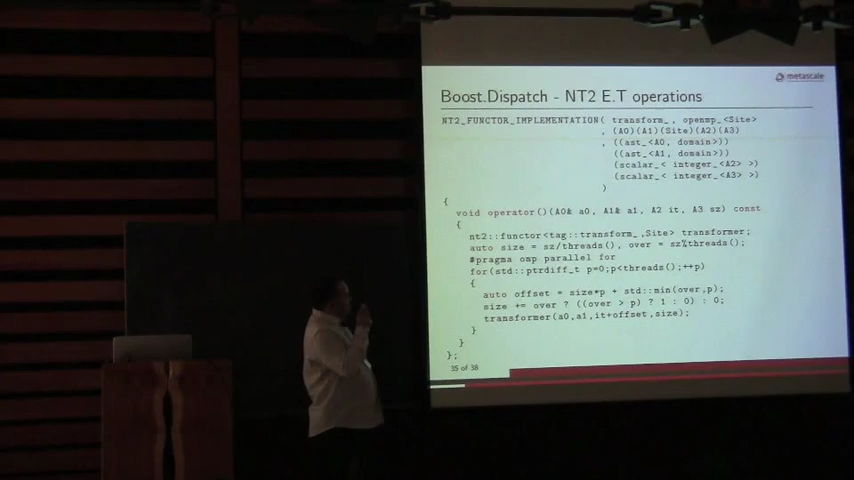 metascale
Boost.Dispatch - NT2 E.T operations
NT2_FUNCTOR_IMPLEMENTATION( transform_, openmp_<Site>
, (A0)(A1)(Site)(A2)(A3)
, ((ast_<A0, domain>))
((ast_<A1, domain>))
(scalar_< integer_<A2> >)
(scalar_< integer_<A3> >)
)
{
void operator()(A0& a0, A1& a1, A2 it, A3 sz) const
{
nt2::functor<tag::transform_,Site> transformer;
auto size = sz/threads(), over = sz%threads();
#pragma omp parallel for
for(std::ptrdiff_t p=0;p<threads();++p)
{
auto offset = size*p + std::min(over,p);
size += over ? ((over > p) ? 1 : 0) : 0;
transformer(a0,a1,it+offset,size);
}
}
};
35 of 38